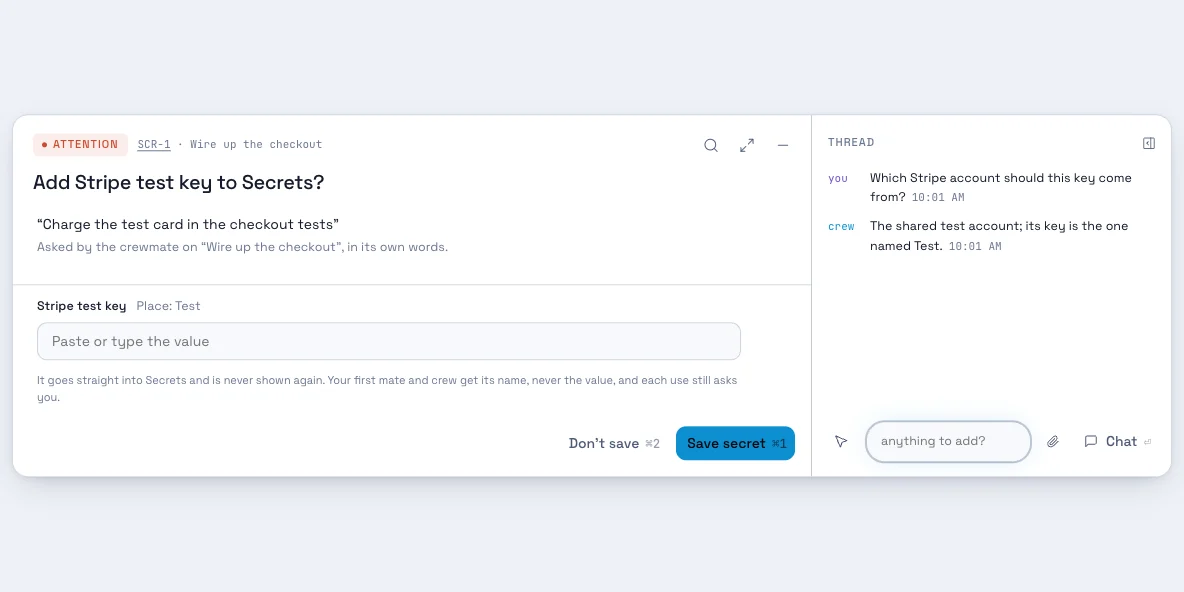 ATTENTION SCR-1 · Wire up the checkout
Add Stripe test key to Secrets?
“Charge the test card in the checkout tests”
Asked by the crewmate on “Wire up the checkout”, in its own words.
Stripe test key Place: Test
Paste or type the value
It goes straight into Secrets and is never shown again. Your first mate and crew get its name, never the value, and each use still asks
you.
Don’t save ⌘2 Save secret ⌘1
THREAD
you Which Stripe account should this key come
from? 10:01 AM
crew The shared test account; its key is the one
named Test. 10:01 AM
anything to add? Chat ⏎